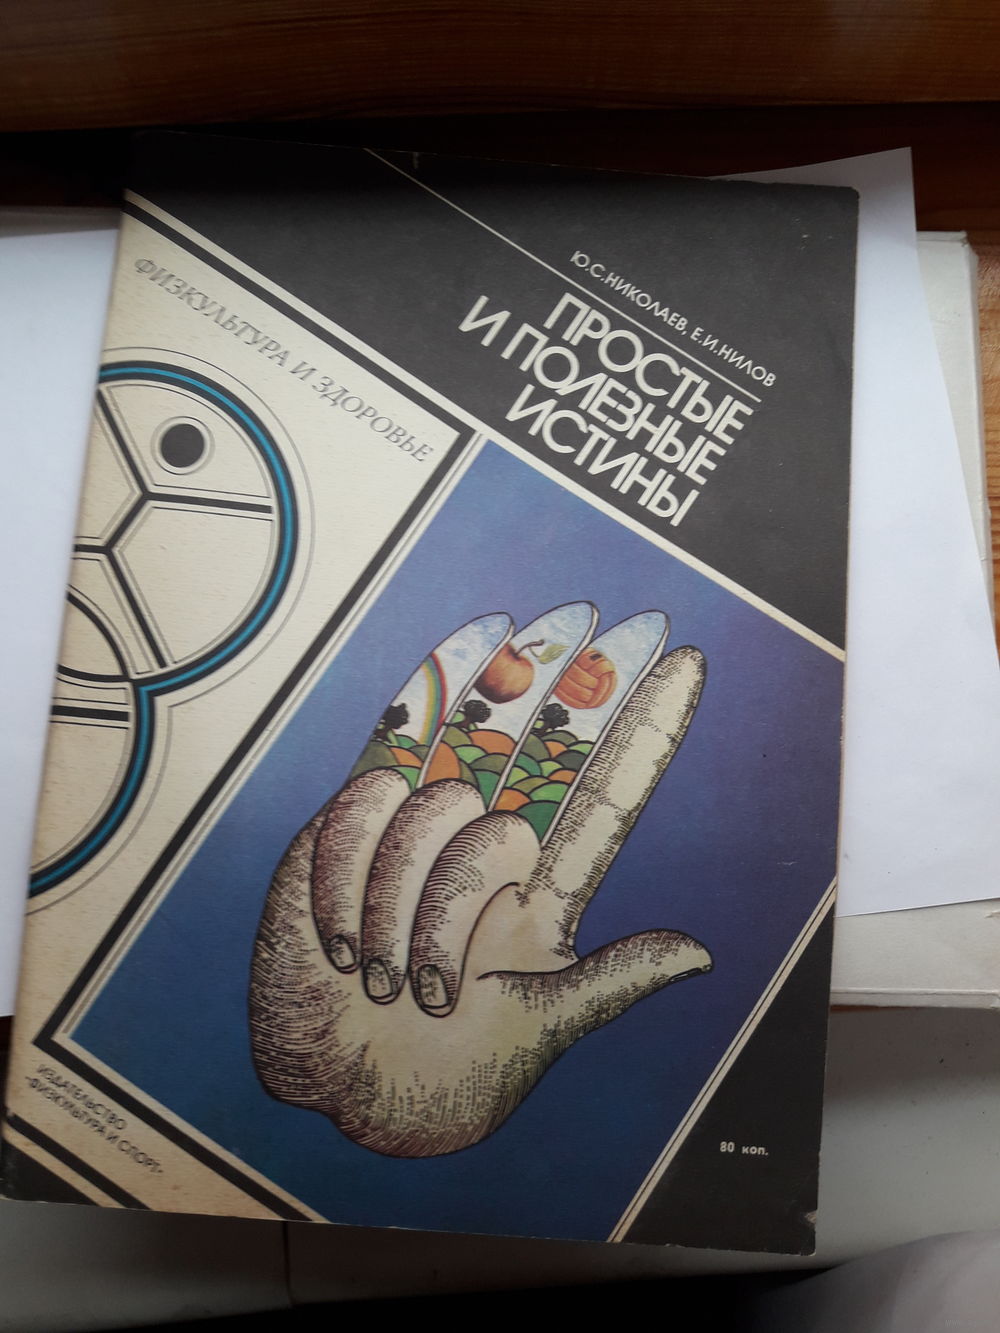 Ю.С.НИКОЛАЕВ, Е.И.НИЛОВ
ПРОСТЫЕ
И ПОЛЕЗНЫЕ
ИСТИНЫ
ФИЗКУЛЬТУРА И ЗДОРОВЬЕ
ИЗДАТЕЛЬСТВО
"ФИЗКУЛЬТУРА И СПОРТ"
80 коп.